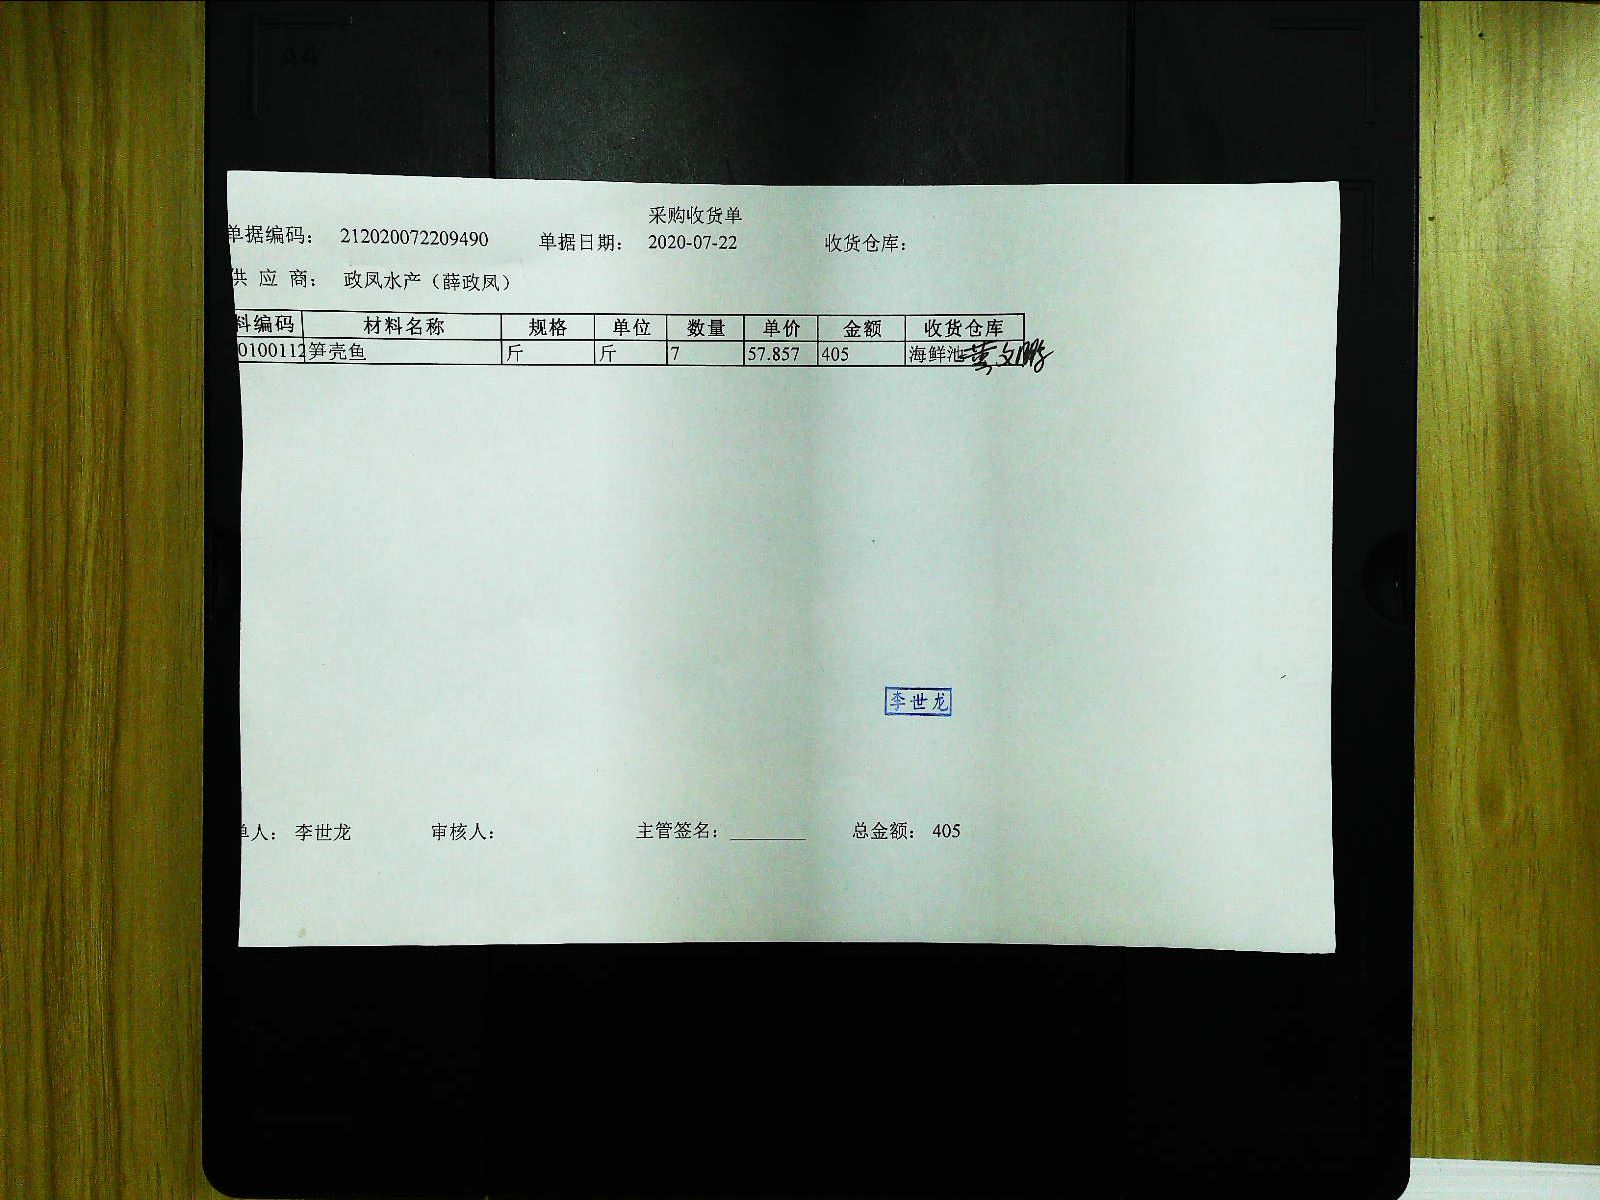 采购收货单
单据编码： 212020072209490 单据日期： 2020-07-22 收货仓库：
供 应 商： 政凤水产（薛政凤）
料编码 材料名称 规格 单位 数量 单价 金额 收货仓库
0100112 笋壳鱼 斤 斤 7 57.857 405 海鲜池
李世龙
单人： 李世龙 审核人： 主管签名： 总金额： 405